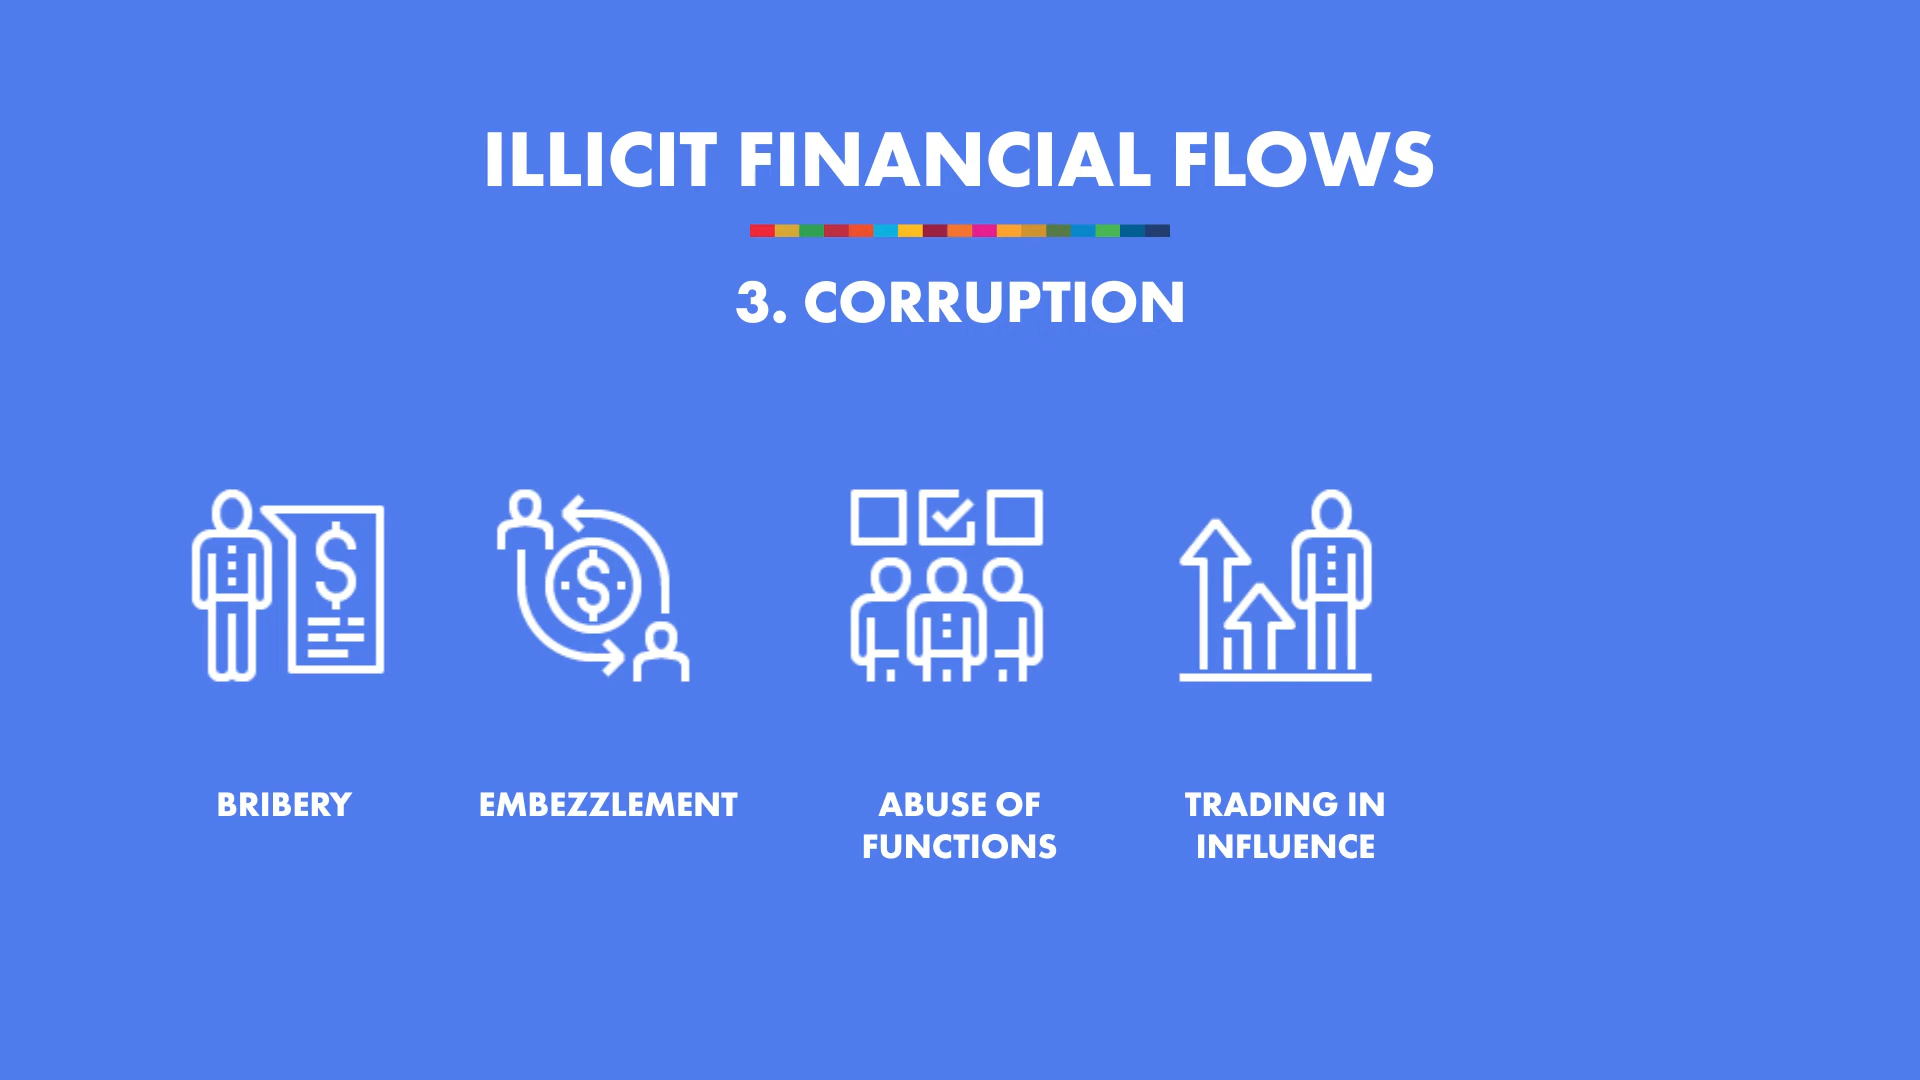 ILLICIT FINANCIAL FLOWS
3. CORRUPTION
$
$
BRIBERY
EMBEZZLEMENT
ABUSE OF
FUNCTIONS
TRADING IN
INFLUENCE